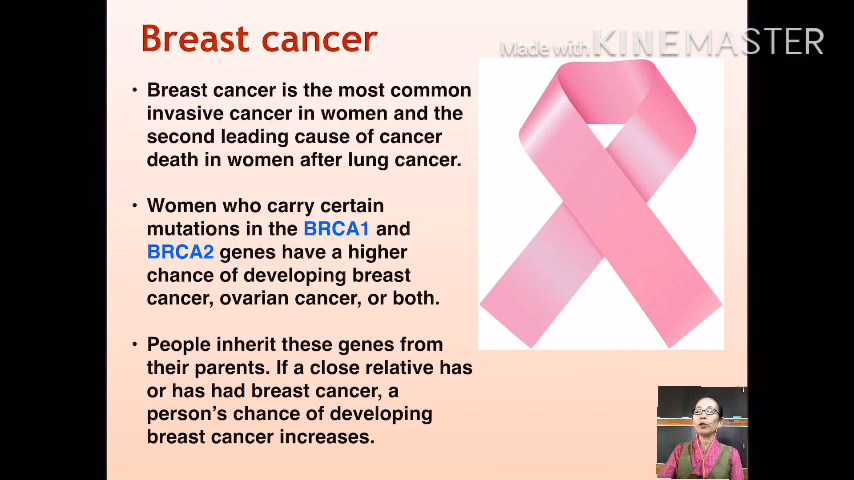 Breast cancer
Made with KINEMASTER
• Breast cancer is the most common
invasive cancer in women and the
second leading cause of cancer
death in women after lung cancer.
• Women who carry certain
mutations in the BRCA1 and
BRCA2 genes have a higher
chance of developing breast
cancer, ovarian cancer, or both.
• People inherit these genes from
their parents. If a close relative has
or has had breast cancer, a
person's chance of developing
breast cancer increases.